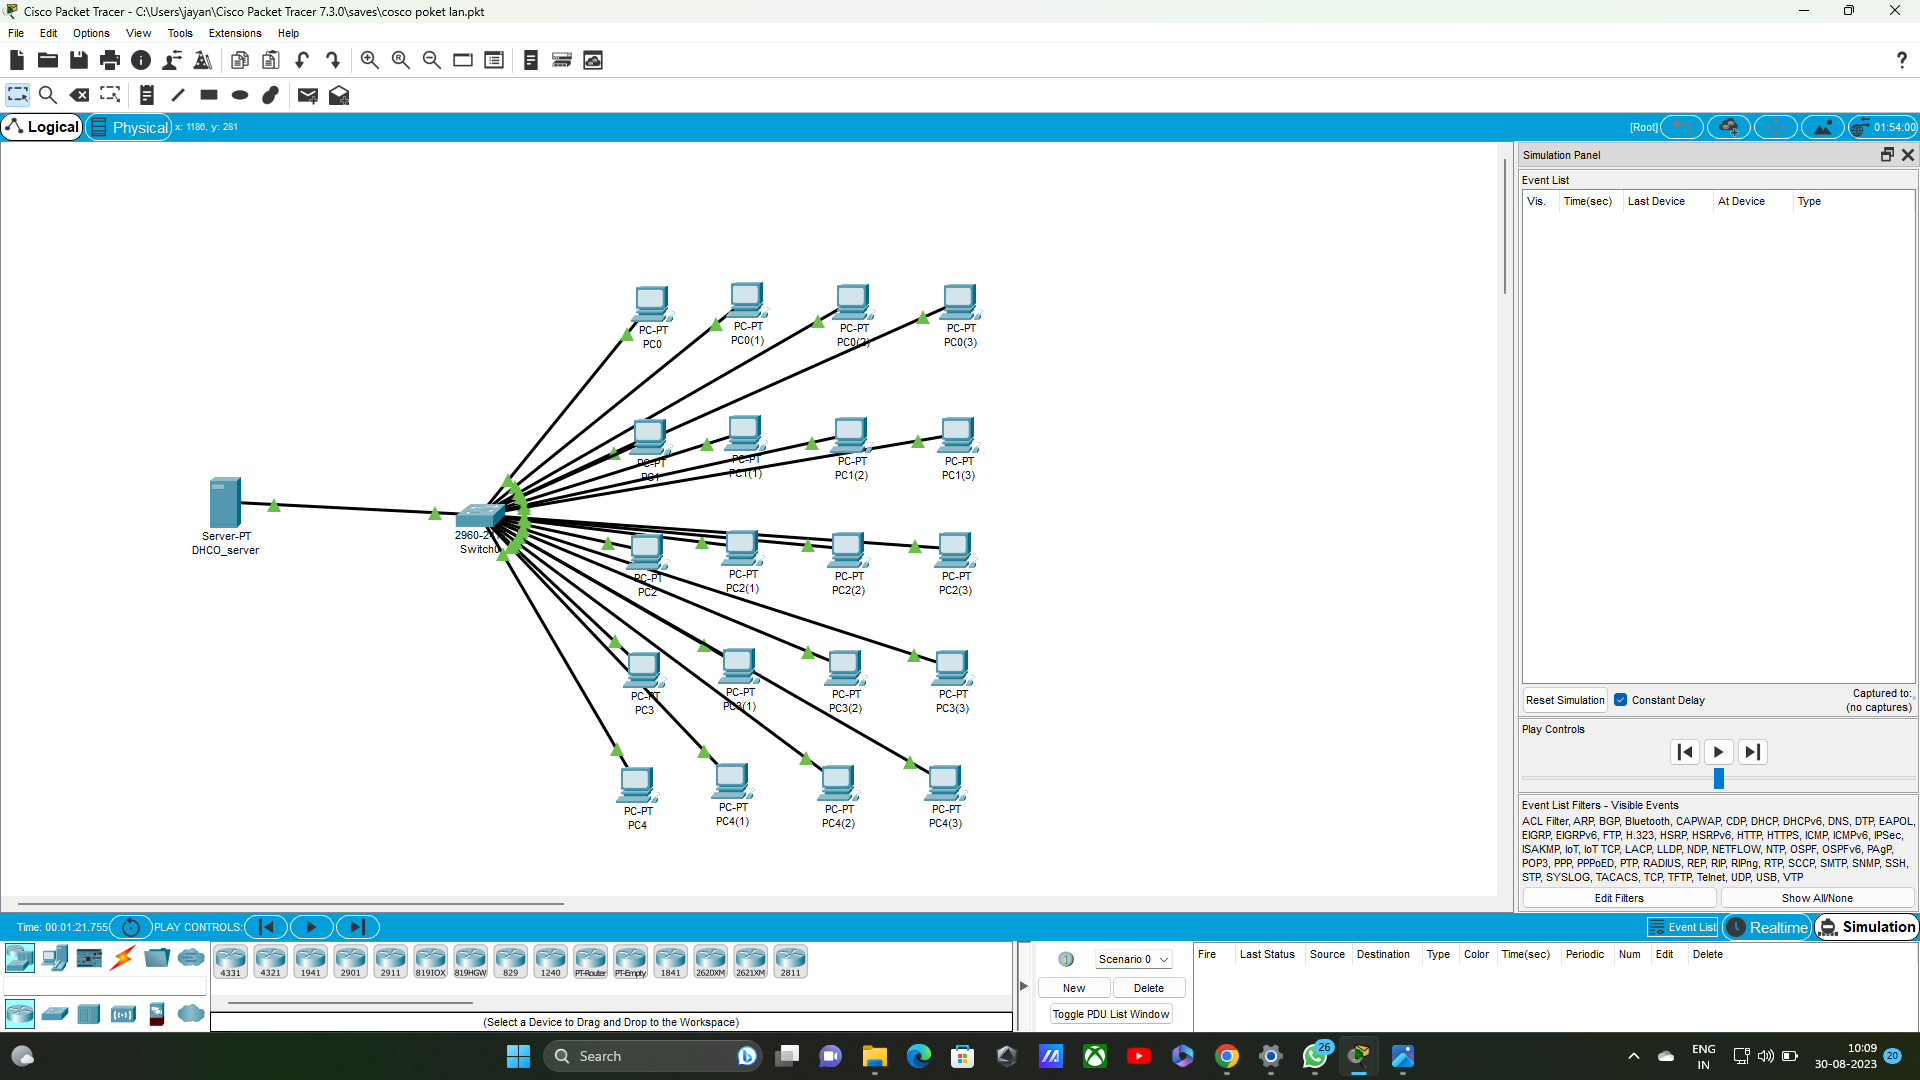 Cisco Packet Tracer - C:\Users\jayan\Cisco Packet Tracer 7.3.0\saves\cosco poket lan.pkt
File Edit Options View Tools Extensions Help
Logical Physical x: 1186, y: 281 [Root] 01:54:00
Simulation Panel
Event List
Vis. Time(sec) Last Device At Device Type
PC-PT PC-PT PC-PT PC-PT
PC0 PC0(1) PC0(2) PC0(3)
PC-PT PC-PT PC-PT PC-PT
PC1 PC1(1) PC1(2) PC1(3)
Server-PT
DHCO_server
Switch0
PC-PT PC-PT PC-PT PC-PT
PC2 PC2(1) PC2(2) PC2(3)
PC-PT PC-PT PC-PT PC-PT
PC3 PC3(1) PC3(2) PC3(3)
PC-PT PC-PT PC-PT PC-PT
PC4 PC4(1) PC4(2) PC4(3)
Reset Simulation Constant Delay Captured to:
(no captures)
Play Controls
Event List Filters - Visible Events
ACL Filter, ARP, BGP, Bluetooth, CAPWAP, CDP, DHCP, DHCPv6, DNS, DTP, EAPOL,
EIGRP, EIGRPv6, FTP, H.323, HSRP, HSRPv6, HTTP, HTTPS, ICMP, ICMPv6, IPSec,
ISAKMP, IoT, IoT TCP, LACP, LLDP, NDP, NETFLOW, NTP, OSPF, OSPFv6, PAgP,
POP3, PPP, PPPoED, PTP, RADIUS, REP, RIP, RIPng, RTP, SCCP, SMTP, SNMP, SSH,
STP, SYSLOG, TACACS, TCP, TFTP, Telnet, UDP, USB, VTP
Edit Filters Show All/None
Time: 00:01:21.755 PLAY CONTROLS: Event List Realtime Simulation
4331 4321 1941 2901 2911 819IOX 819HGW 829 1240 PT-Router PT-Empty 1841 2620XM 2621XM 2811
(Select a Device to Drag and Drop to the Workspace)
Scenario 0
New Delete
Toggle PDU List Window
Fire Last Status Source Destination Type Color Time(sec) Periodic Num Edit Delete
Search
26
ENG
IN
10:09
30-08-2023
20